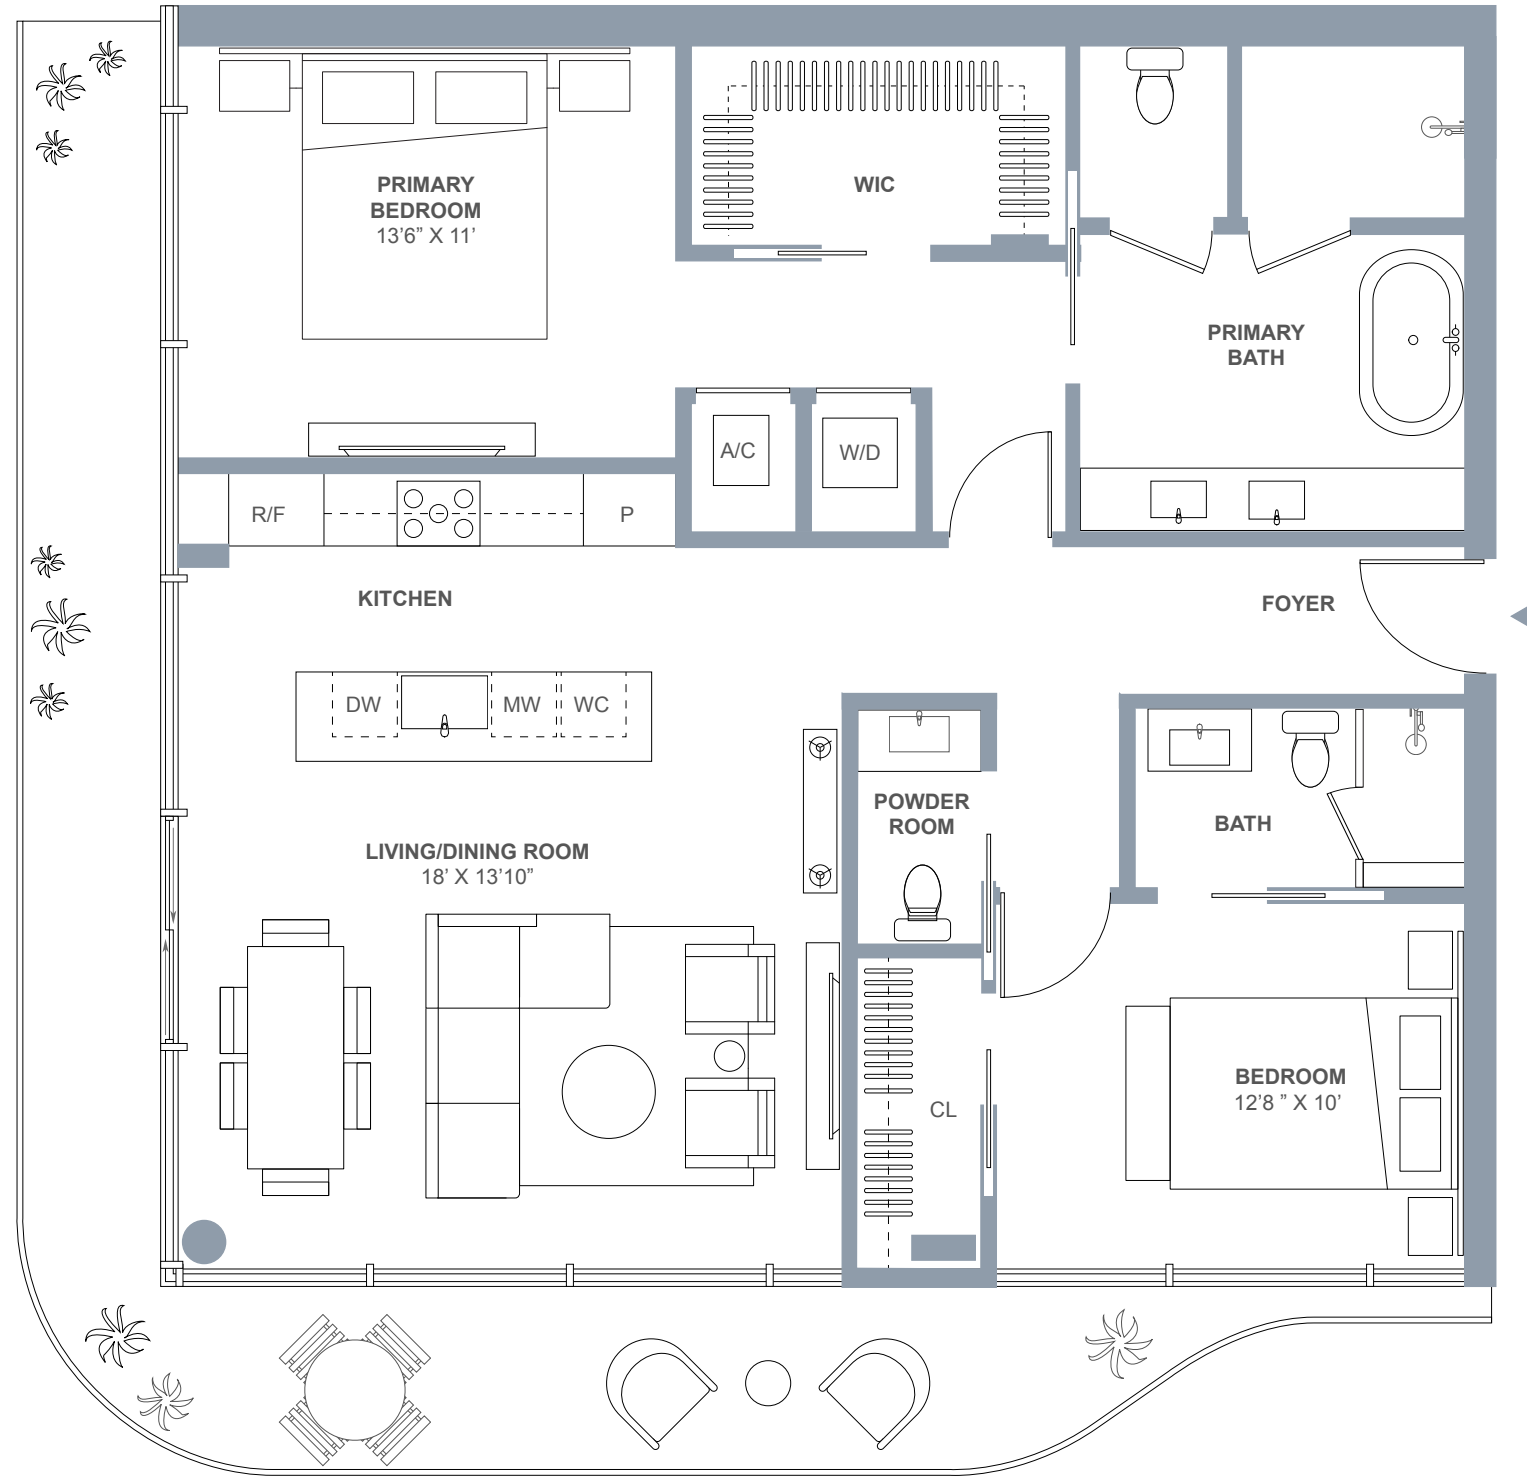 PRIMARY
BEDROOM
13’6” X 11’
WIC
PRIMARY
BATH
A/C
W/D
R/F
P
KITCHEN
FOYER
DW
MW
WC
POWDER
ROOM
BATH
LIVING/DINING ROOM
18’ X 13’10”
BEDROOM
12’8 ” X 10’
CL